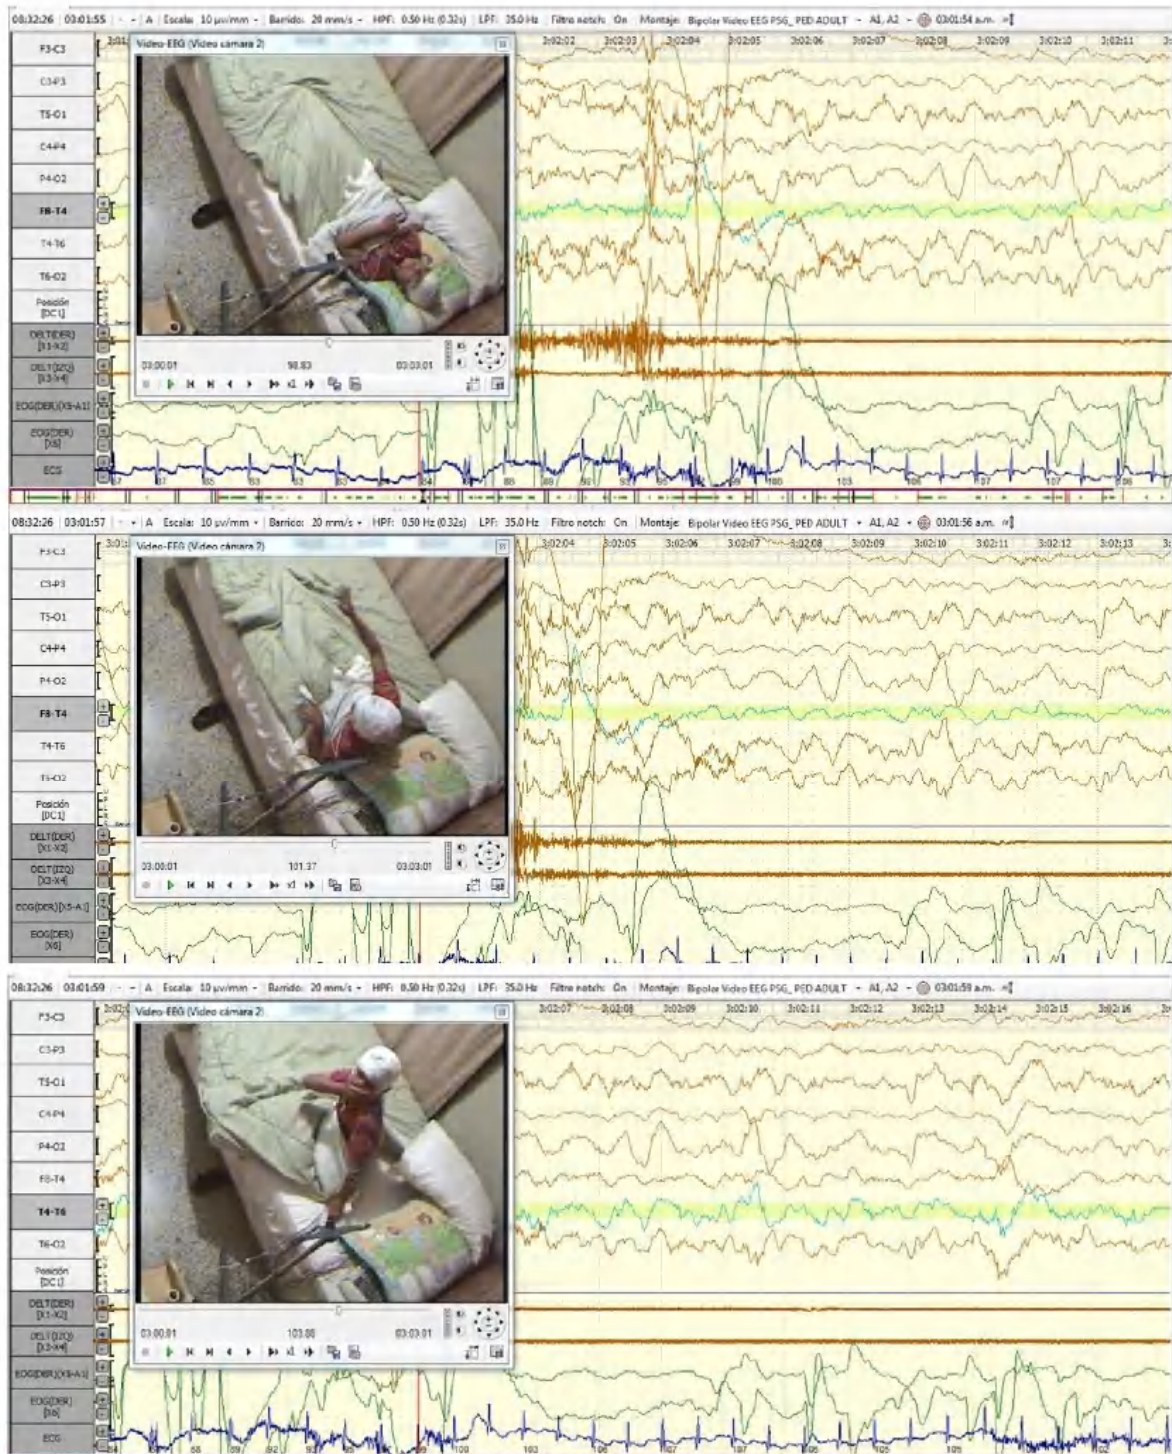 08:32:26 03:01:55 - - A Escala: 10 µv/mm - Barrido: 20 mm/s - HPF: 0.50 Hz (0.32s) LPF: 35.0 Hz Filtro notch: On Montaje: Bipolar Video EEG PSG_ PED ADULT - A1, A2 - 03:01:54 a.m.
Video-EEG (Video cámara 2)
3:02:02 3:02:03 3:02:04 3:02:05 3:02:06 3:02:07 3:02:08 3:02:09 3:02:10 3:02:11
F3-C3
C3-P3
T5-O1
C4-P4
P4-O2
F8-T4
T4-T6
T6-O2
Posición
[DC1]
DELT(DER)
[X1-X2]
DELT(IZQ)
[X3-X4]
03:00:01 98.83 03:03:01
x1
EOG(DER)[X5-A1]
EOG(DER)
[X6]
ECG
08:32:26 03:01:57 - - A Escala: 10 µv/mm - Barrido: 20 mm/s - HPF: 0.50 Hz (0.32s) LPF: 35.0 Hz Filtro notch: On Montaje: Bipolar Video EEG PSG_ PED ADULT - A1, A2 - 03:01:56 a.m.
Video-EEG (Video cámara 2)
3:02:04 3:02:05 3:02:06 3:02:07 3:02:08 3:02:09 3:02:10 3:02:11 3:02:12 3:02:13
F3-C3
C3-P3
T5-O1
C4-P4
P4-O2
F8-T4
T4-T6
Posición
[DC1]
DELT(DER)
[X1-X2]
DELT(IZQ)
[X3-X4]
03:00:01 101.37 03:03:01
x1
EOG(DER)[X5-A1]
EOG(DER)
[X6]
08:32:26 03:01:59 - - A Escala: 10 µv/mm - Barrido: 20 mm/s - HPF: 0.50 Hz (0.32s) LPF: 35.0 Hz Filtro notch: On Montaje: Bipolar Video EEG PSG_ PED ADULT - A1, A2 - 03:01:59 a.m.
Video-EEG (Video cámara 2)
3:02:07 3:02:08 3:02:09 3:02:10 3:02:11 3:02:12 3:02:13 3:02:14 3:02:15 3:02:16
F3-C3
C3-P3
T5-O1
C4-P4
P4-O2
F8-T4
T4-T6
T6-O2
Posición
[DC1]
DELT(DER)
[X1-X2]
DELT(IZQ)
[X3-X4]
03:00:01 103.86 03:03:01
x1
EOG(DER)[X5-A1]
EOG(DER)
[X6]
ECG